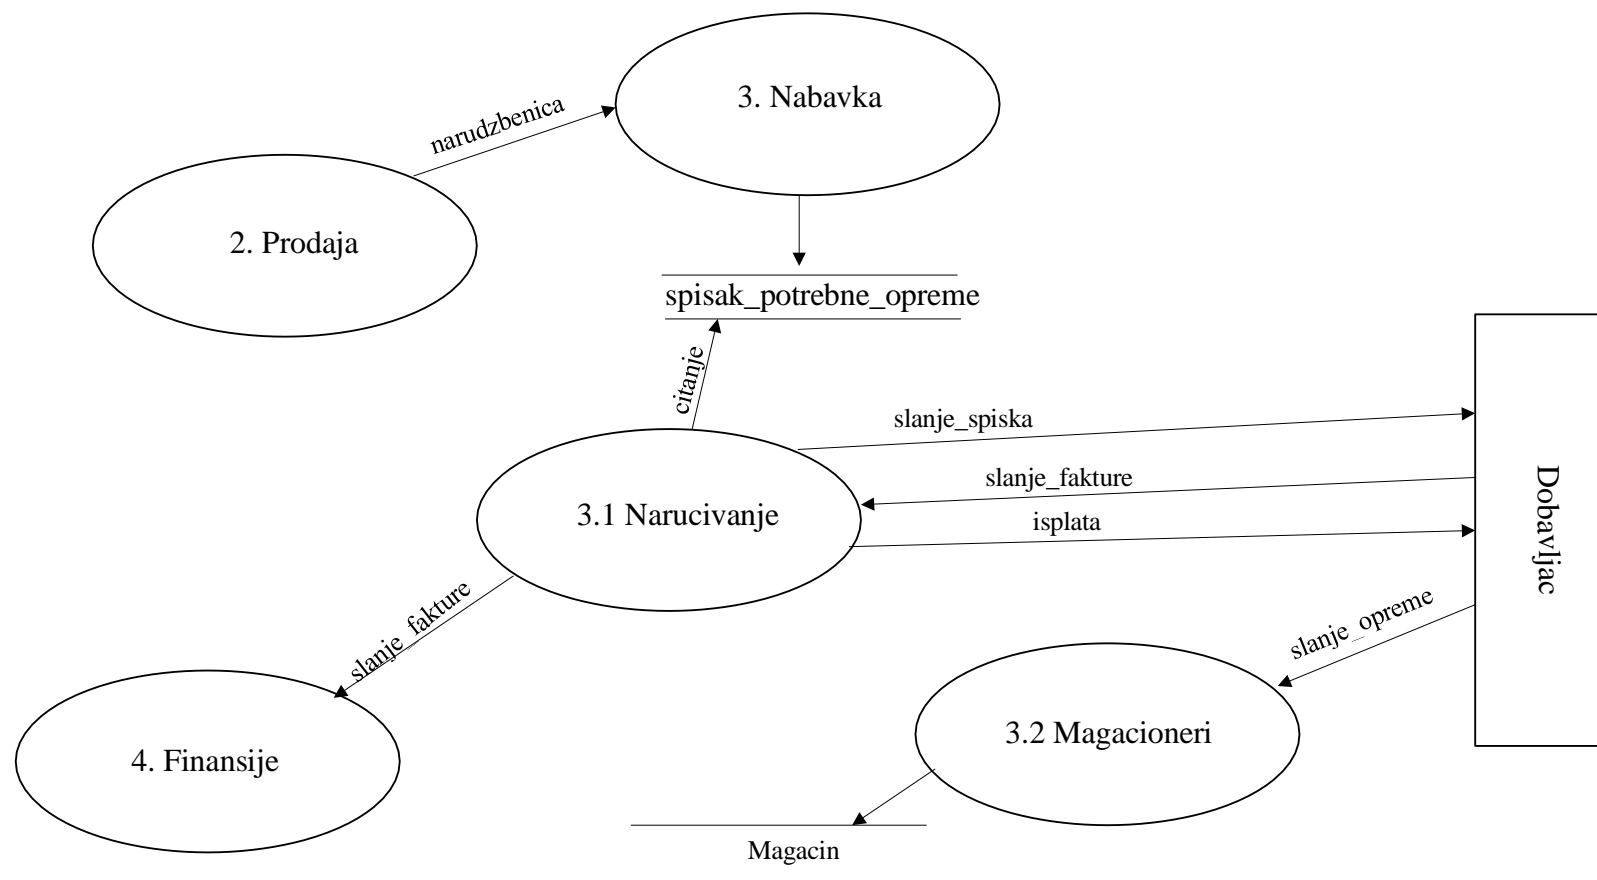 3. Nabavka
narudzbenica
2. Prodaja
spisak_potrebne_opreme
citanje
slanje_spiska
slanje_fakture
isplata
3.1 Narucivanje
Dobavljac
slanje_fakture
slanje_opreme
3.2 Magacioneri
4. Finansije
Magacin